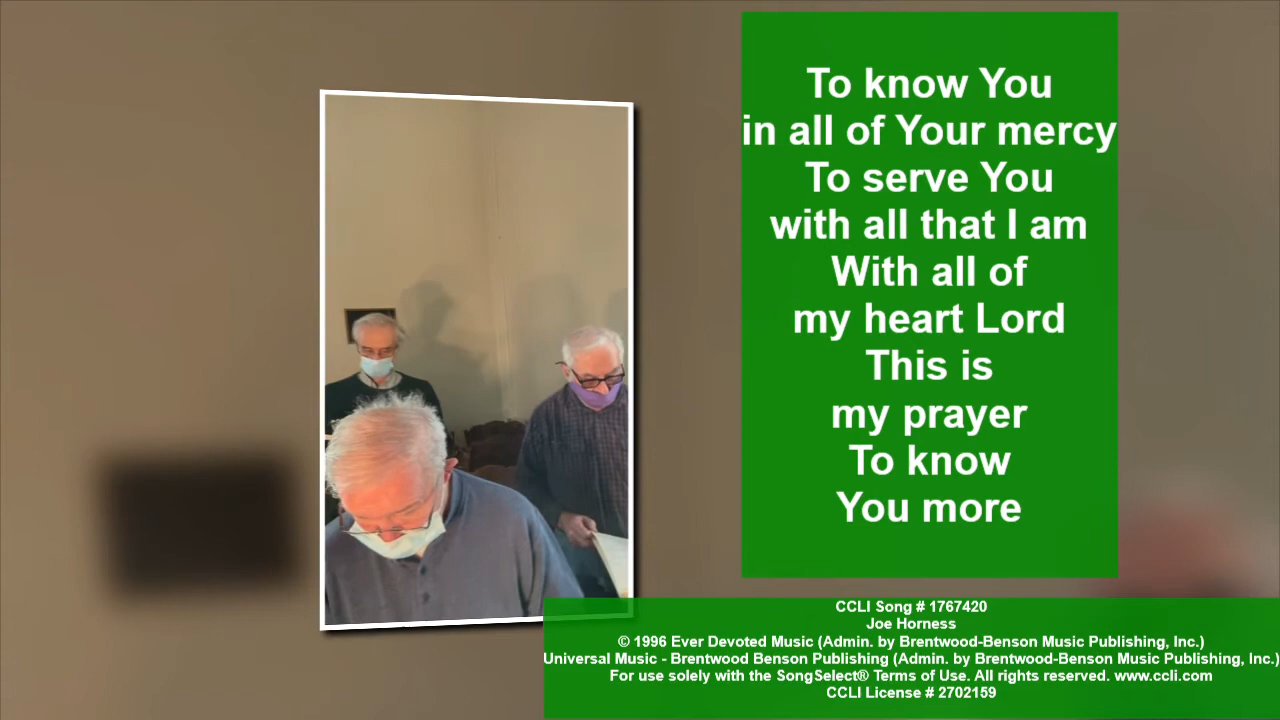 To know You
in all of Your mercy
To serve You
with all that I am
With all of
my heart Lord
This is
my prayer
To know
You more
CCLI Song # 1767420
Joe Horness
© 1996 Ever Devoted Music (Admin. by Brentwood-Benson Music Publishing, Inc.)
Universal Music - Brentwood Benson Publishing (Admin. by Brentwood-Benson Music Publishing, Inc.)
For use solely with the SongSelect® Terms of Use. All rights reserved. www.ccli.com
CCLI License # 2702159